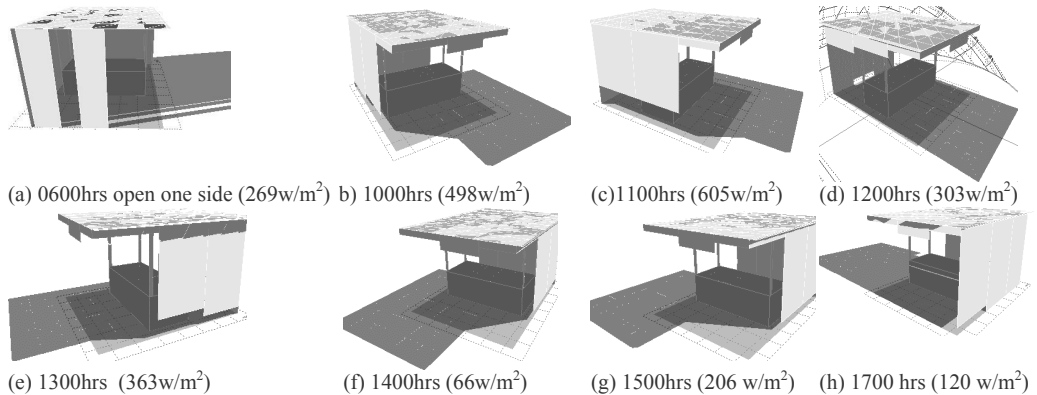 (a) 0600hrs open one side (269w/m²) b) 1000hrs (498w/m²) (c)1100hrs (605w/m²) (d) 1200hrs (303w/m²)
(e) 1300hrs (363w/m²) (f) 1400hrs (66w/m²) (g) 1500hrs (206 w/m²) (h) 1700 hrs (120 w/m²)